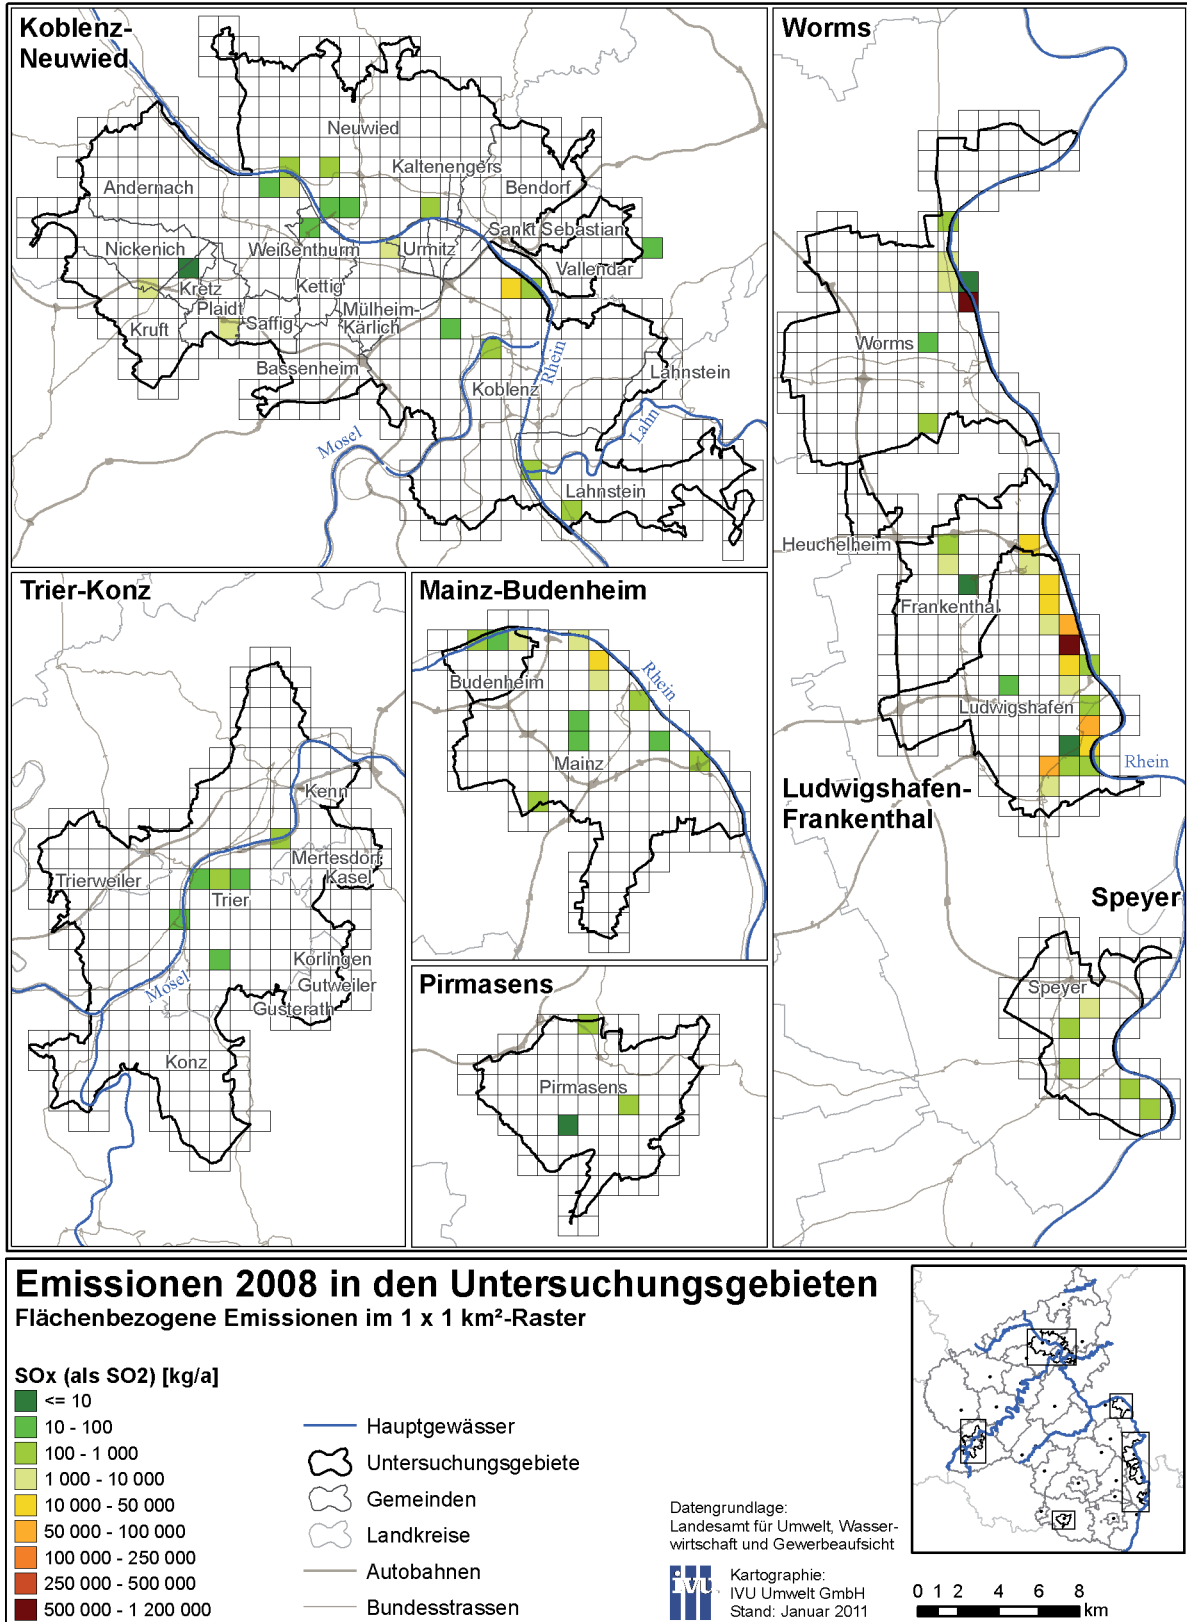 Koblenz-
Neuwied
Neuwied
Kaltenengers
Andernach
Bendorf
Sankt Sebastian
Nickenich
Weißenthurm
Urmitz
Vallendar
Kretz
Kettig
Plaidt
Mülheim-
Kärlich
Saffig
Kruft
Bassenheim
Rhein
Lahnstein
Koblenz
Mosel
Lahn
Lahnstein
Worms
Worms
Heuchelheim
Frankenthal
Ludwigshafen
Rhein
Ludwigshafen-
Frankenthal
Speyer
Speyer
Trier-Konz
Kenn
Mertesdorf
Kasel
Trierweiler
Trier
Korlingen
Mosel
Gutweiler
Gusterath
Konz
Mainz-Budenheim
Rhein
Budenheim
Mainz
Pirmasens
Pirmasens
Emissionen 2008 in den Untersuchungsgebieten
Flächenbezogene Emissionen im 1 x 1 km²-Raster
SOx (als SO2) [kg/a]
<= 10
10 - 100
100 - 1 000
1 000 - 10 000
10 000 - 50 000
50 000 - 100 000
100 000 - 250 000
250 000 - 500 000
500 000 - 1 200 000
Hauptgewässer
Untersuchungsgebiete
Gemeinden
Landkreise
Autobahnen
Bundesstrassen
Datengrundlage:
Landesamt für Umwelt, Wasser-
wirtschaft und Gewerbeaufsicht
ivu
Kartographie:
IVU Umwelt GmbH
Stand: Januar 2011
0 1 2 4 6 8
km